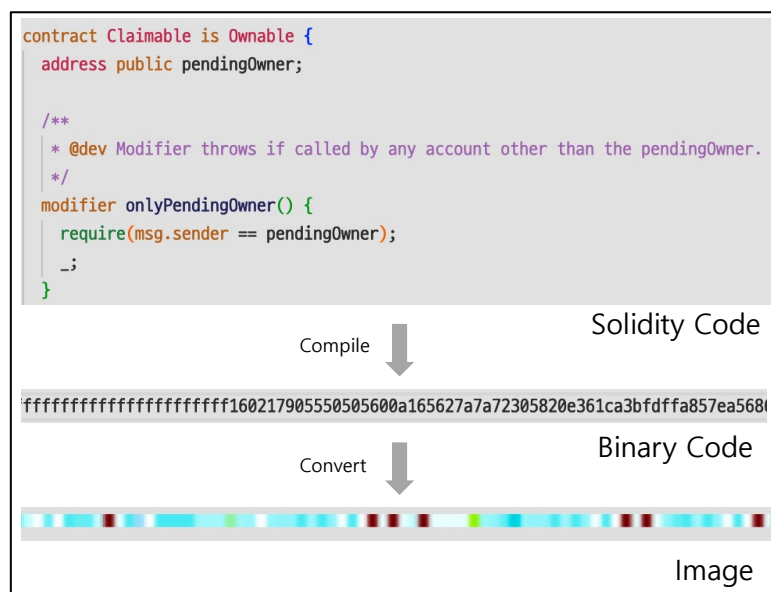 contract Claimable is Ownable {
address public pendingOwner;
/**
* @dev Modifier throws if called by any account other than the pendingOwner.
*/
modifier onlyPendingOwner() {
require(msg.sender == pendingOwner);
_;
}
Solidity Code
Compile
ffffffffffffffffffffffff160217905550505600a165627a7a72305820e361ca3bfdffa857ea5686
Binary Code
Convert
Image